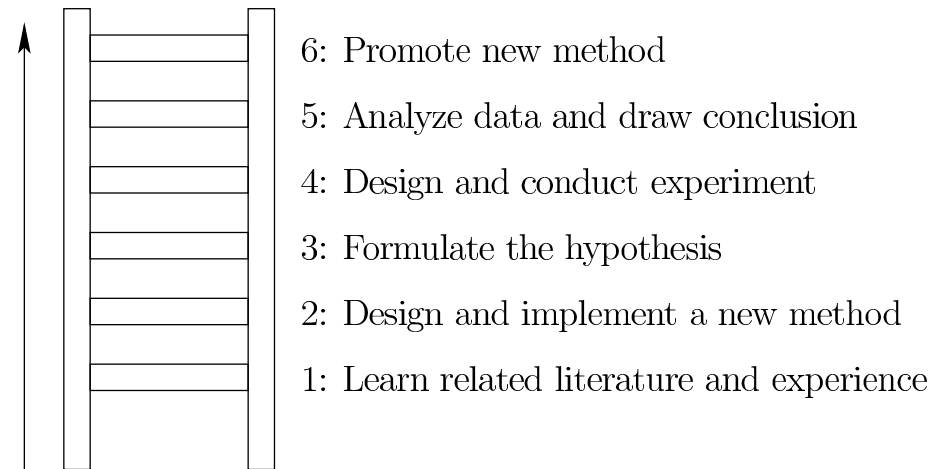 6: Promote new method
5: Analyze data and draw conclusion
4: Design and conduct experiment
3: Formulate the hypothesis
2: Design and implement a new method
1: Learn related literature and experience